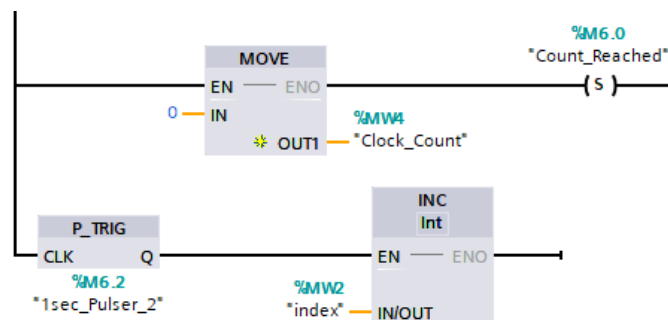 %M6.0
"Count_Reached"
MOVE
EN ENO
S
0 IN
%MW4
OUT1 "Clock_Count"
INC
Int
P_TRIG
CLK Q
EN ENO
%M6.2
"1sec_Pulser_2"
%MW2
"index" IN/OUT